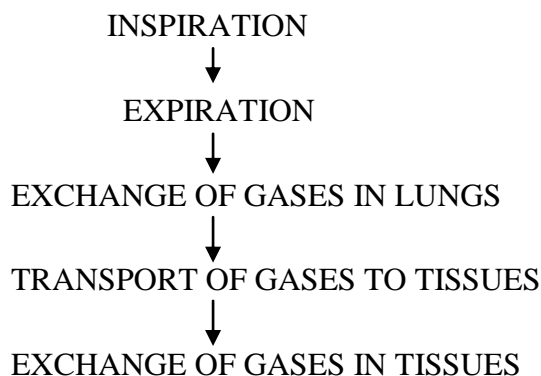 INSPIRATION
EXPIRATION
EXCHANGE OF GASES IN LUNGS
TRANSPORT OF GASES TO TISSUES
EXCHANGE OF GASES IN TISSUES